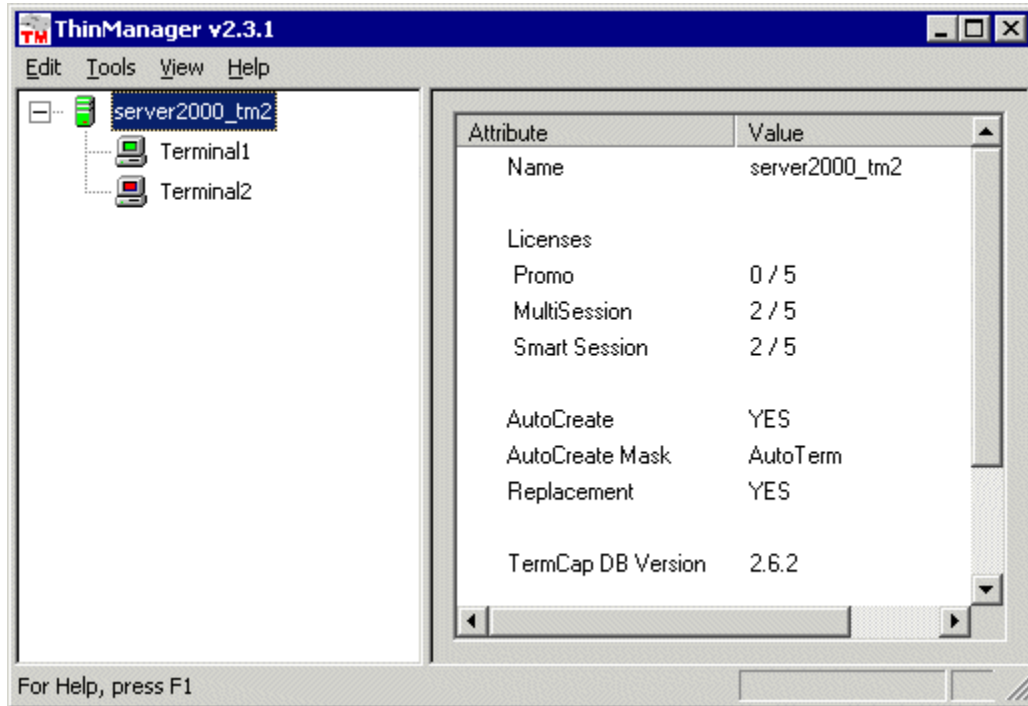 TM ThinManager v2.3.1
Edit Tools View Help
server2000_tm2
Terminal1
Terminal2
Attribute Value
Name server2000_tm2
Licenses
Promo 0 / 5
MultiSession 2 / 5
Smart Session 2 / 5
AutoCreate YES
AutoCreate Mask AutoTerm
Replacement YES
TermCap DB Version 2.6.2
For Help, press F1